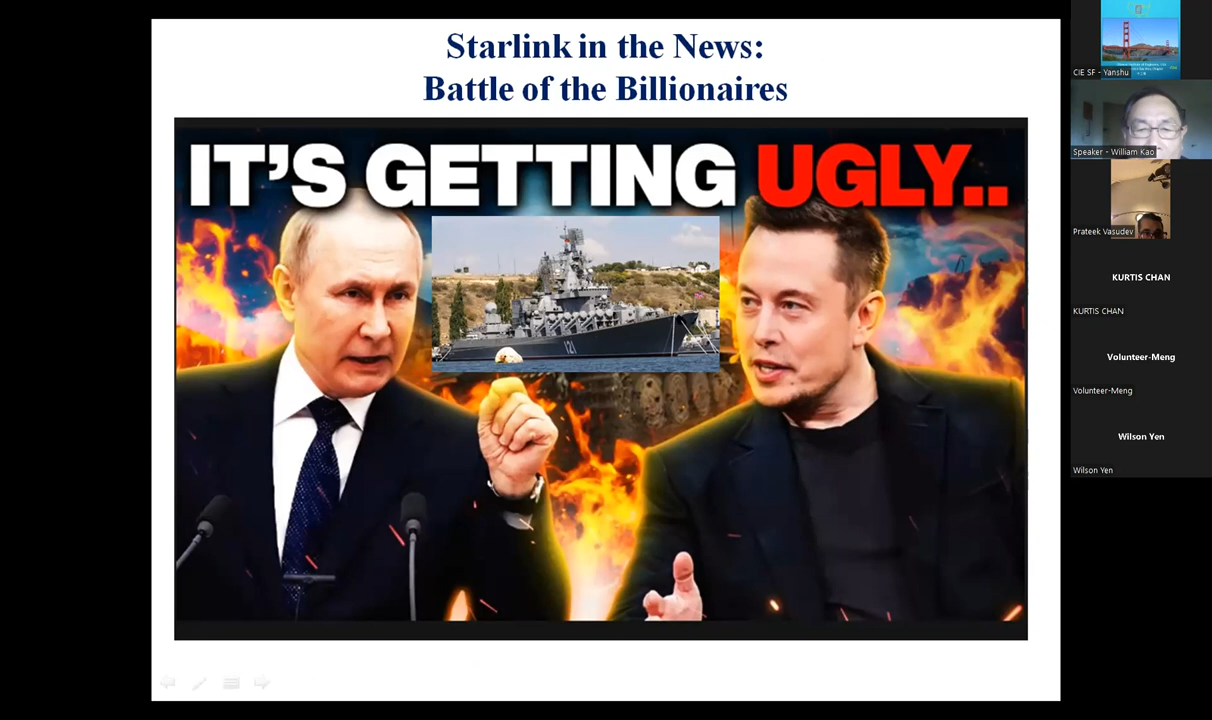 Starlink in the News:
Battle of the Billionaires
IT'S GETTING UGLY..
121
CIE SF - Yanshu
Speaker - William Kao
Prateek Vasudev
KURTIS CHAN
KURTIS CHAN
Volunteer-Meng
Volunteer-Meng
Wilson Yen
Wilson Yen